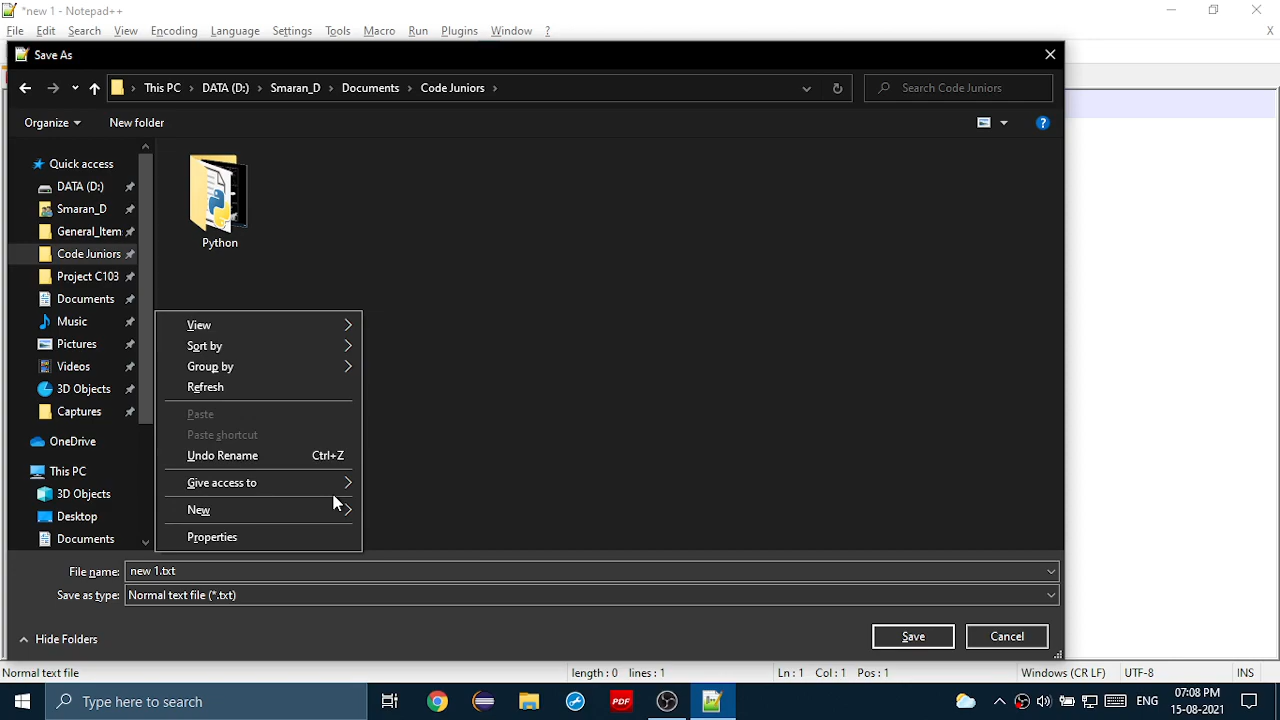 *new 1 - Notepad++
File Edit Search View Encoding Language Settings Tools Macro Run Plugins Window ? X
Save As
This PC > DATA (D:) > Smaran_D > Documents > Code Juniors >
Search Code Juniors
Organize New folder
Quick access
DATA (D:)
Smaran_D
General_Item
Code Juniors
Project C103
Documents
Music
Pictures
Videos
3D Objects
Captures
OneDrive
This PC
3D Objects
Desktop
Documents
Python
View
Sort by
Group by
Refresh
Paste
Paste shortcut
Undo Rename Ctrl+Z
Give access to
New
Properties
File name: new 1.txt
Save as type: Normal text file (*.txt)
Hide Folders
Save Cancel
Normal text file length : 0 lines : 1 Ln : 1 Col : 1 Pos : 1 Windows (CR LF) UTF-8 INS
Type here to search
PDF
ENG
07:08 PM
15-08-2021